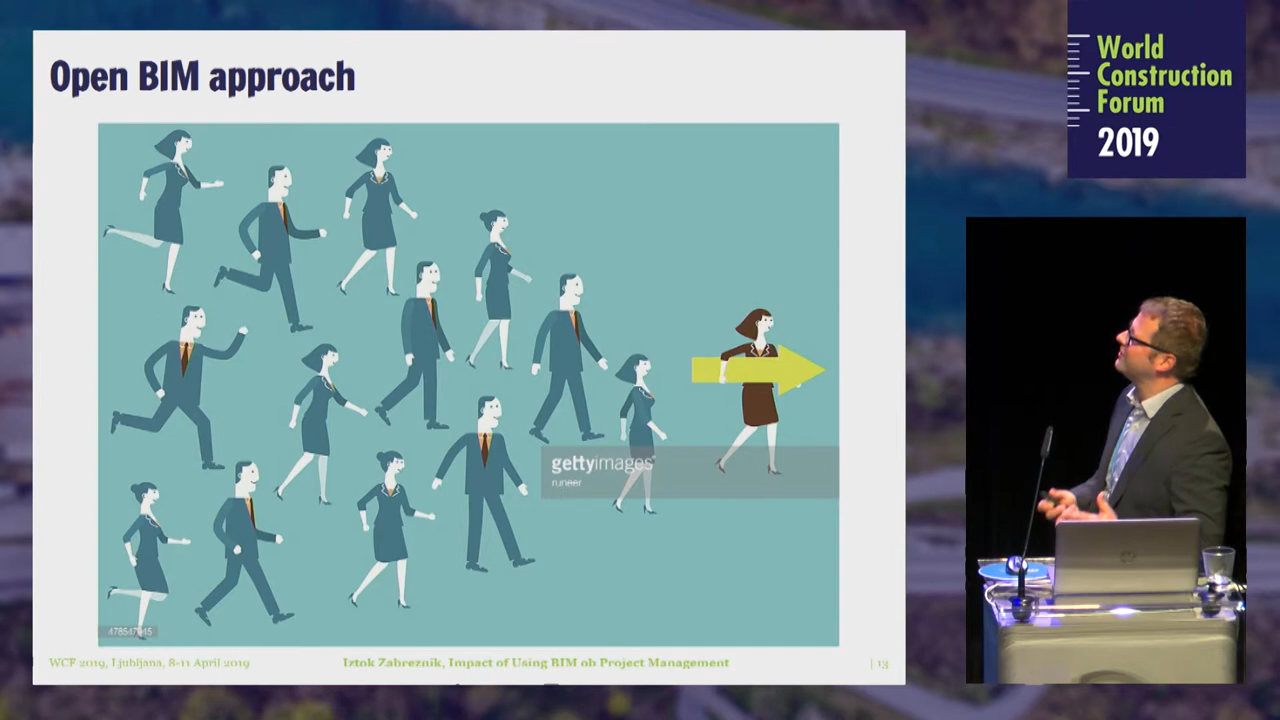 Open BIM approach
World
Construction
Forum
2019
gettyimages
runeer
478547945
WCF 2019, Ljubljana, 8-11 April 2019
Iztok Zabreznik, Impact of Using BIM ob Project Management
| 13